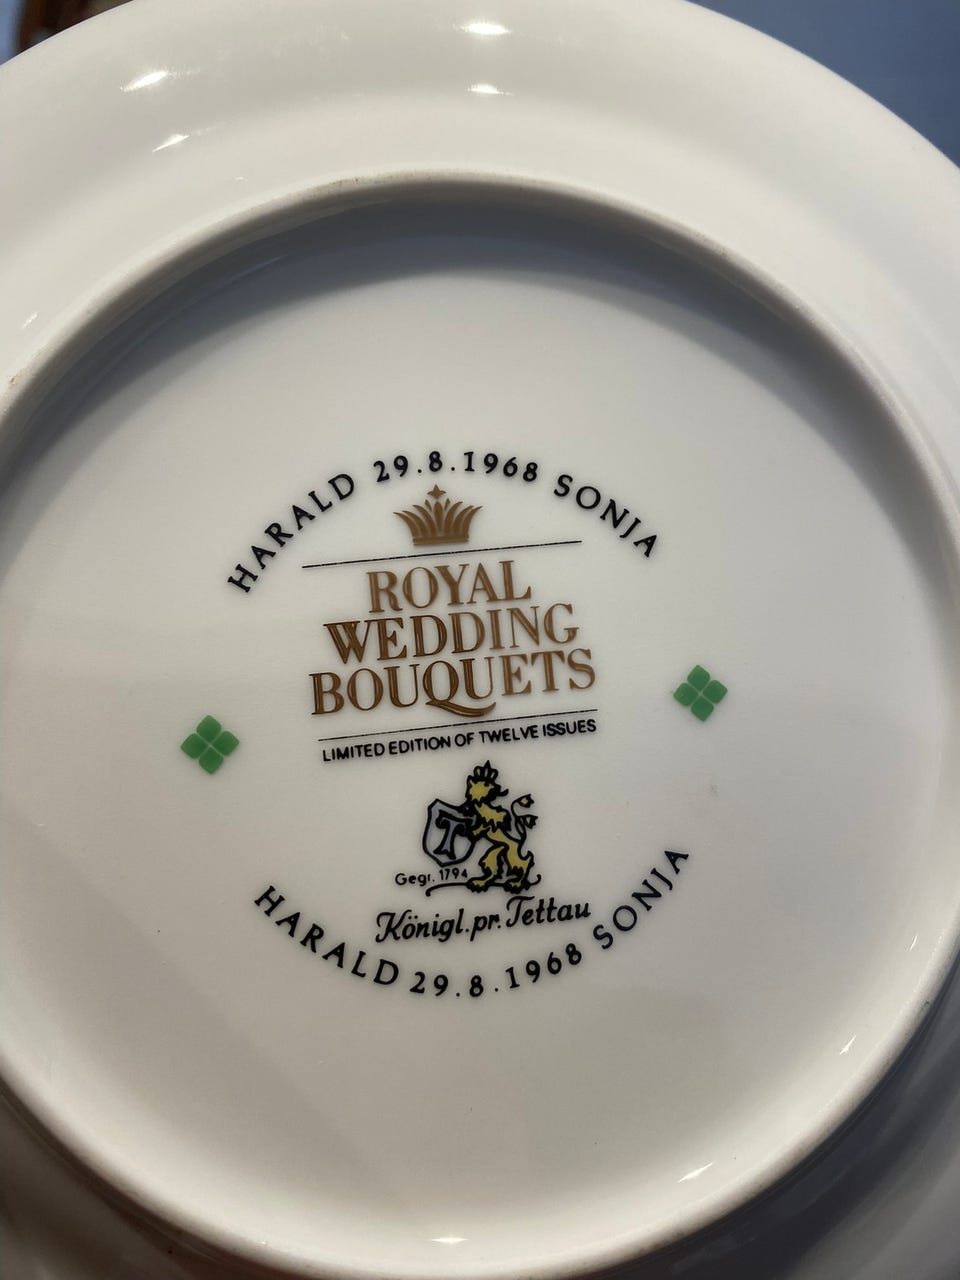 HARALD 29.8.1968 SONJA
ROYAL
WEDDING
BOUQUETS
LIMITED EDITION OF TWELVE ISSUES
T
Gegr. 1794
Königl. pr. Tettau
HARALD 29.8.1968 SONJA